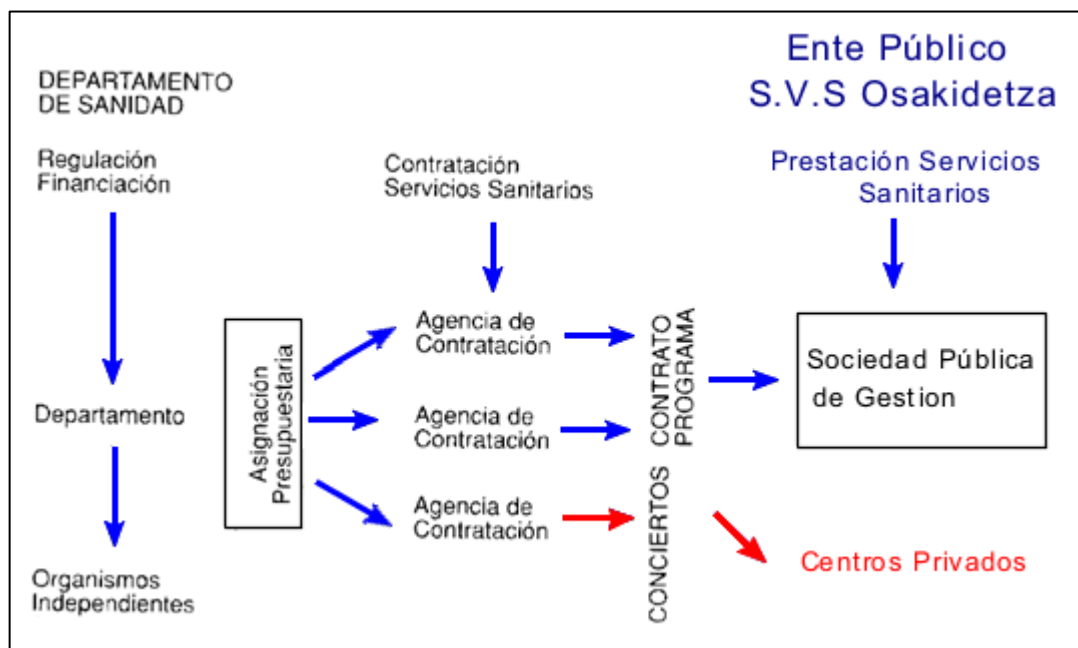 DEPARTAMENTO
DE SANIDAD
Regulación
Financiación
Departamento
Organismos
Independientes
Asignación
Presupuestaria
Contratación
Servicios Sanitarios
Agencia de
Contratación
Agencia de
Contratación
Agencia de
Contratación
CONTRATO
PROGRAMA
CONCIERTOS
Ente Público
S.V.S Osakidetza
Prestación Servicios
Sanitarios
Sociedad Pública
de Gestion
Centros Privados